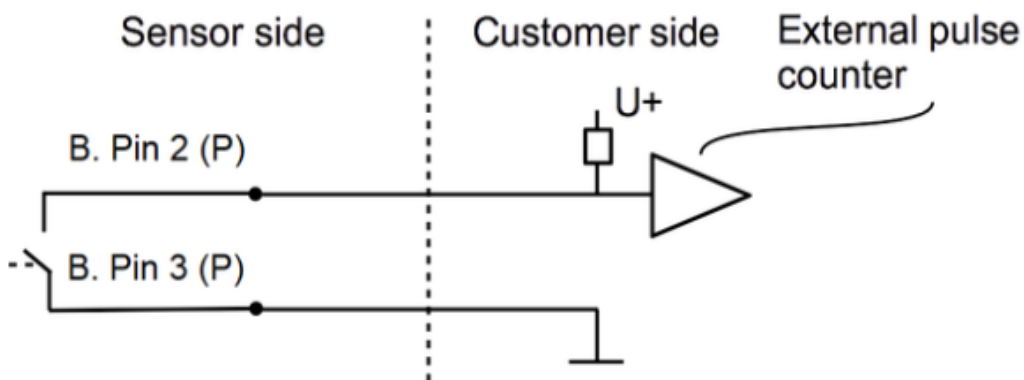 Sensor side
Customer side
External pulse
counter
U+
B. Pin 2 (P)
B. Pin 3 (P)